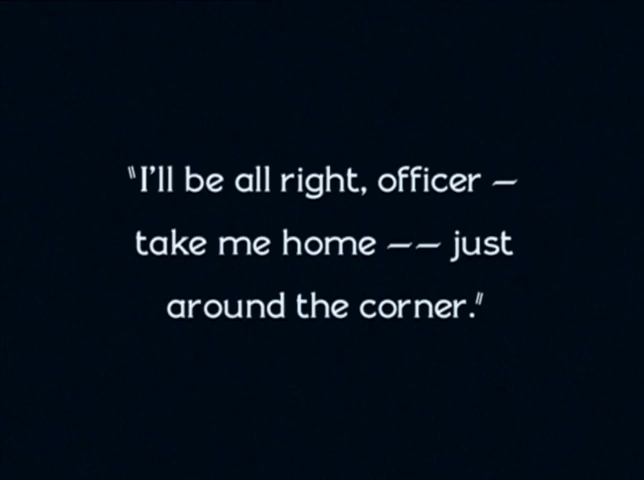 "I'll be all right, officer —
take me home —— just
around the corner."